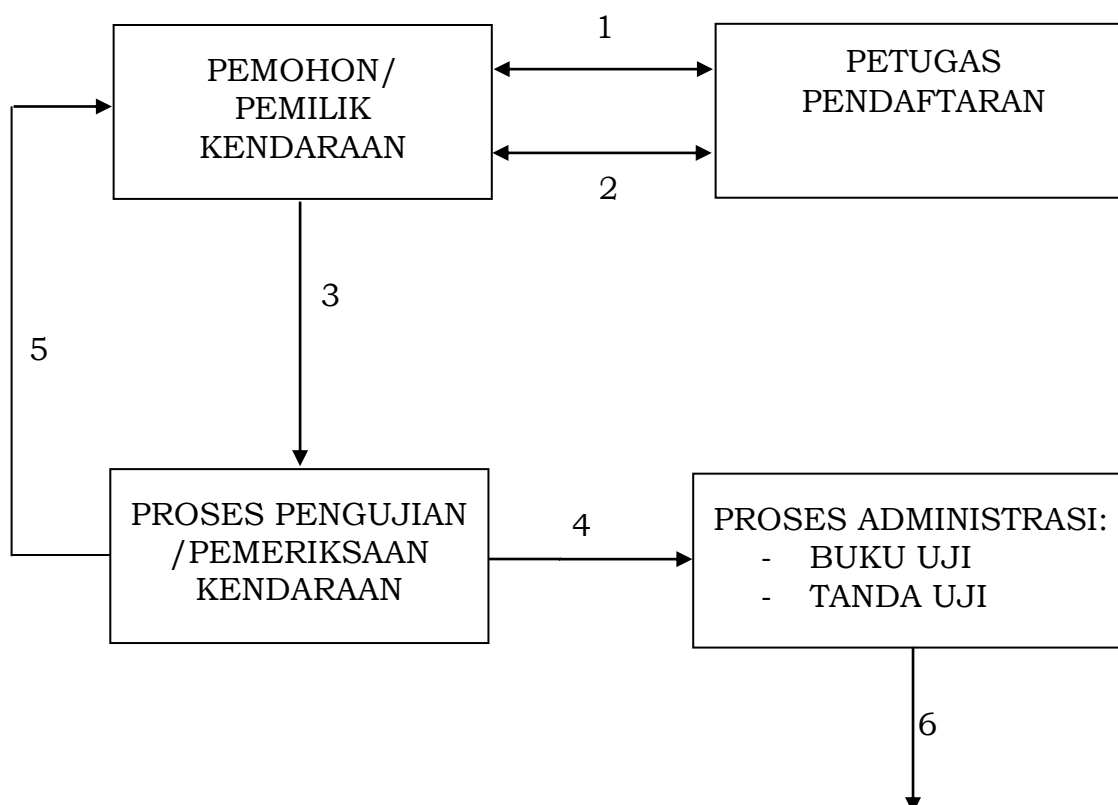 1
PEMOHON/
PEMILIK
KENDARAAN
PETUGAS
PENDAFTARAN
2
3
5
PROSES PENGUJIAN
/PEMERIKSAAN
KENDARAAN
4
PROSES ADMINISTRASI:
- BUKU UJI
- TANDA UJI
6